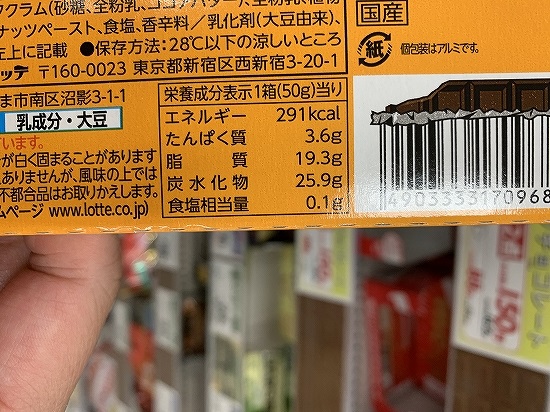 ククラム(砂糖、全粉乳、ココアバター、全粉乳、植物
ナッツペースト、食塩、香辛料/乳化剤(大豆由来)、
左上に記載 ●保存方法:28℃以下の涼しいところ
ッテ 〒160-0023 東京都新宿区西新宿3-20-1
国産
紙 個包装はアルミです。
ま市南区沼影3-1-1
乳成分・大豆
います。
が白く固まることがあります
ありませんが、風味の上では
不都合品はお取りかえします。
ムページ www.lotte.co.jp
栄養成分表示1箱(50g)当り
エネルギー 291kcal
たんぱく質 3.6g
脂質 19.3g
炭水化物 25.9g
食塩相当量 0.1g
4903333170968
150